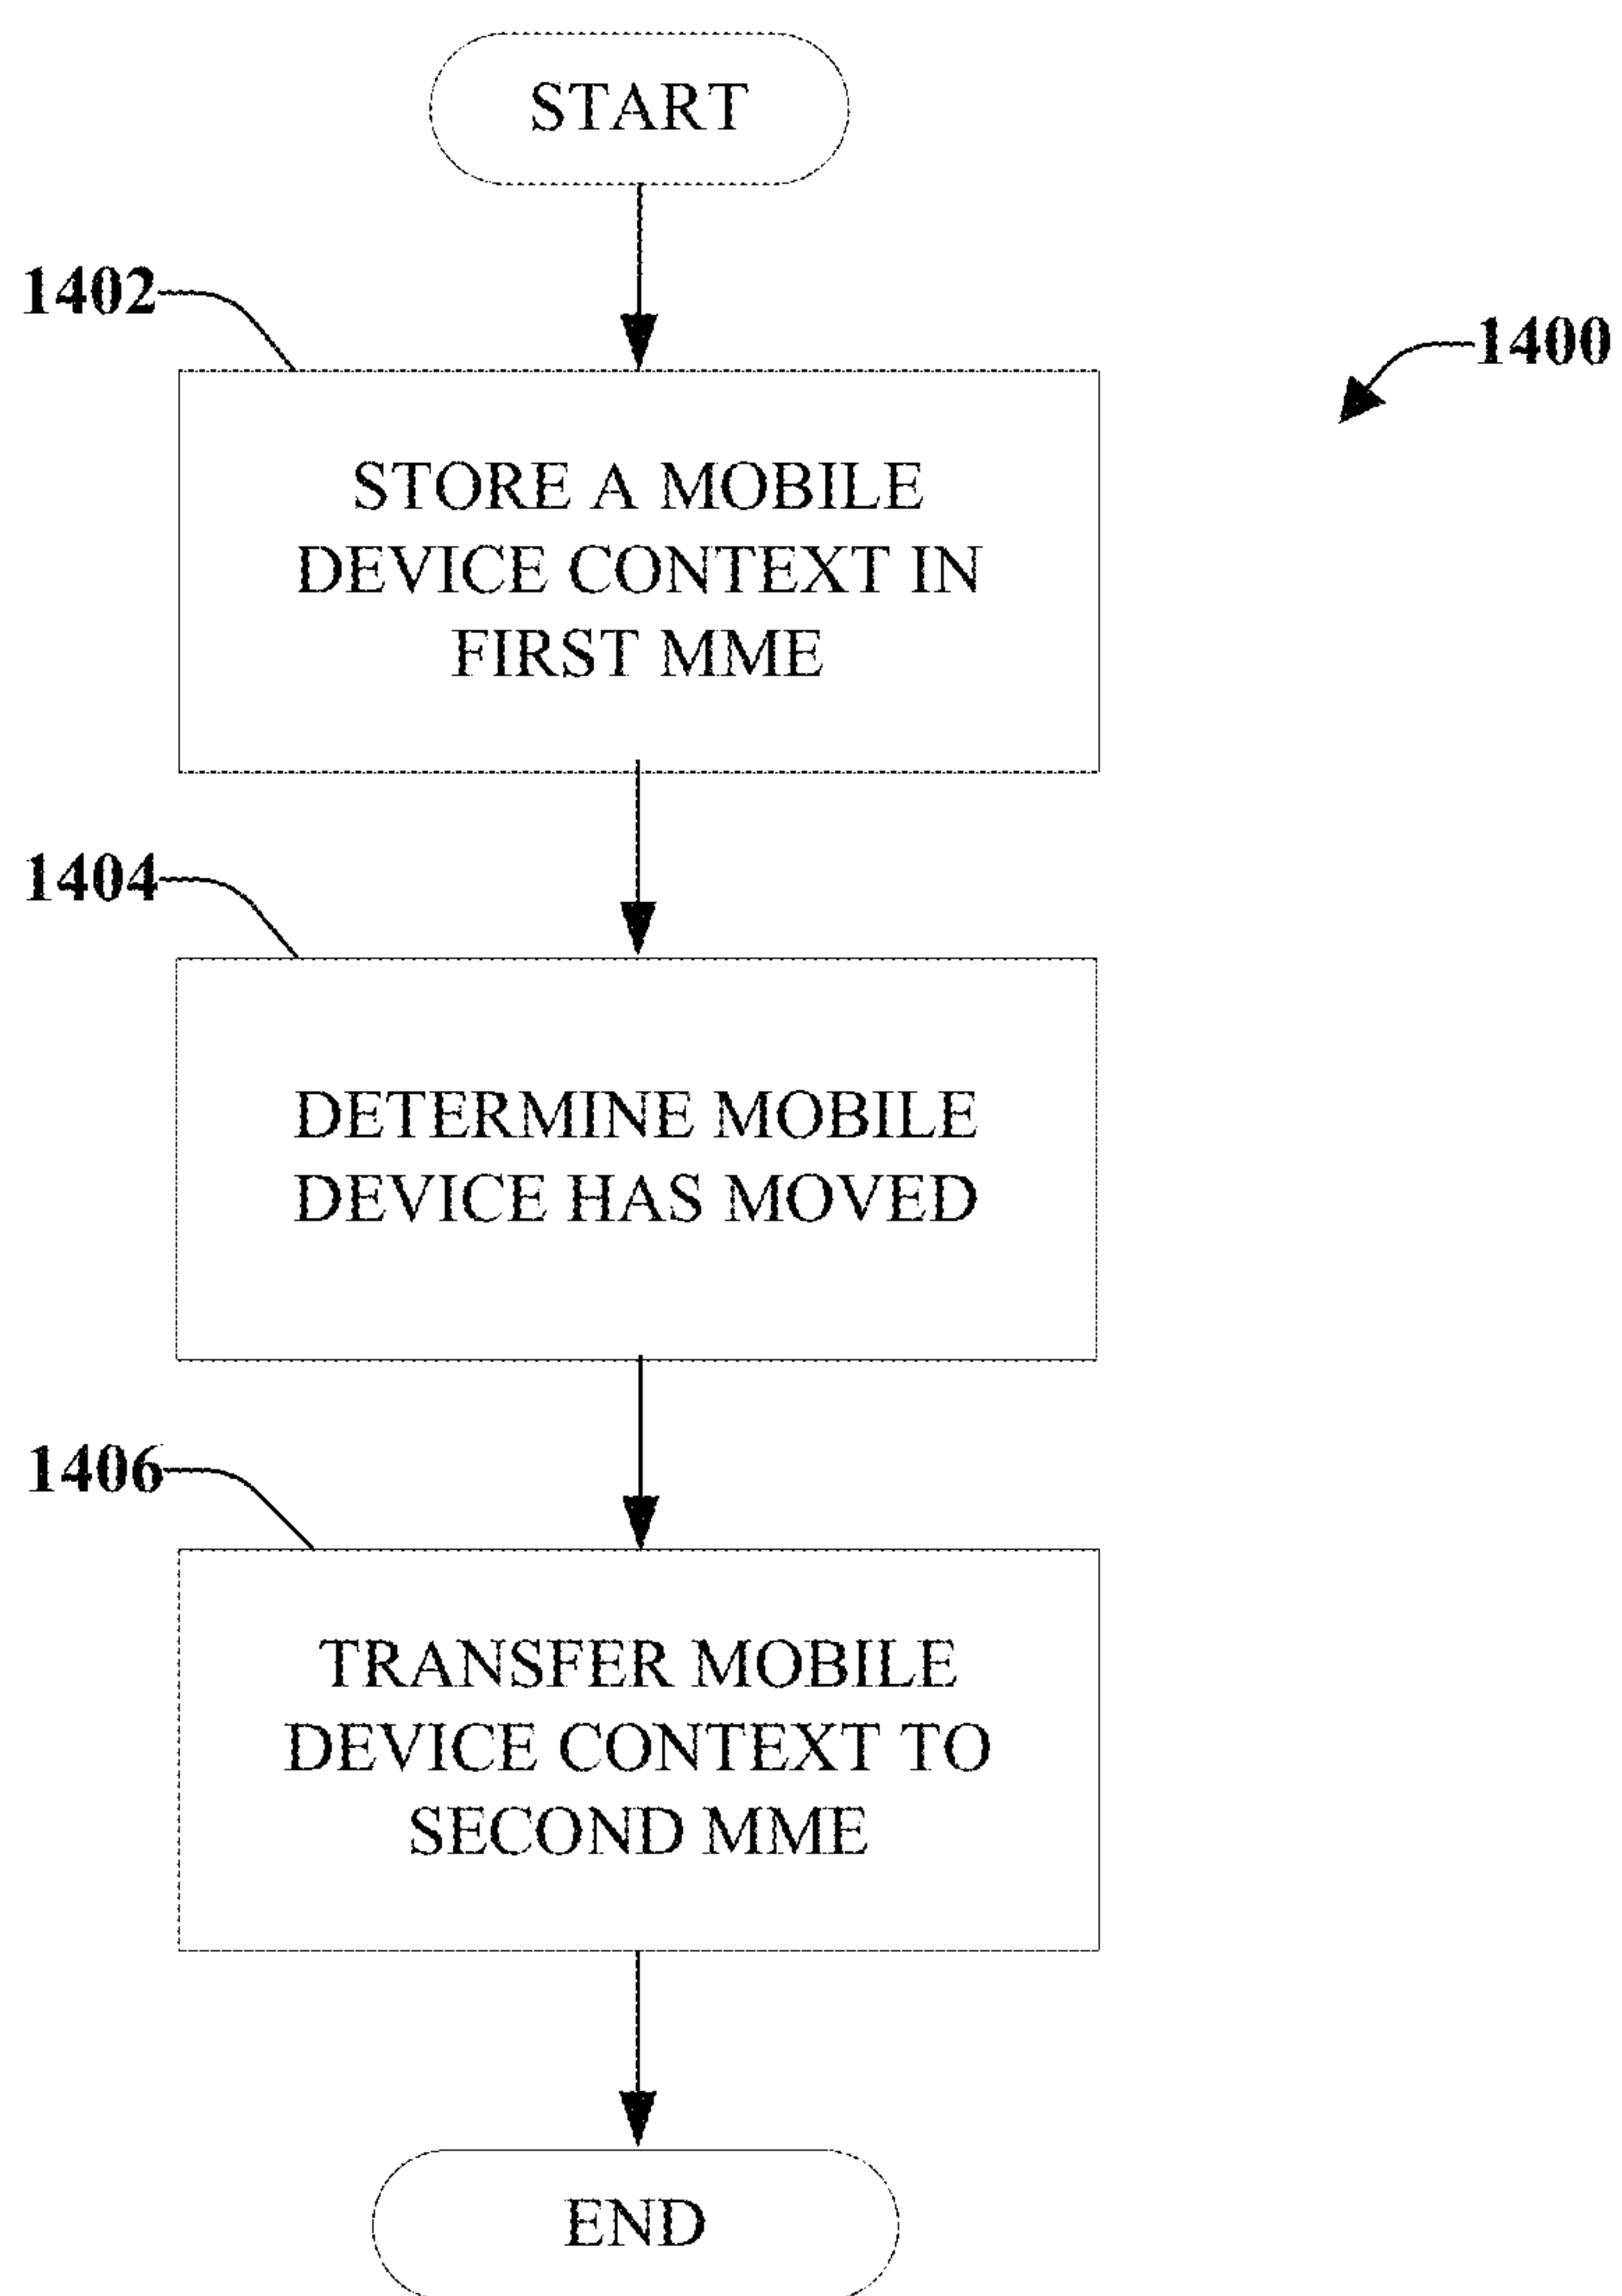 START
1402
1400
STORE A MOBILE
DEVICE CONTEXT IN
FIRST MME
1404
DETERMINE MOBILE
DEVICE HAS MOVED
1406
TRANSFER MOBILE
DEVICE CONTEXT TO
SECOND MME
END